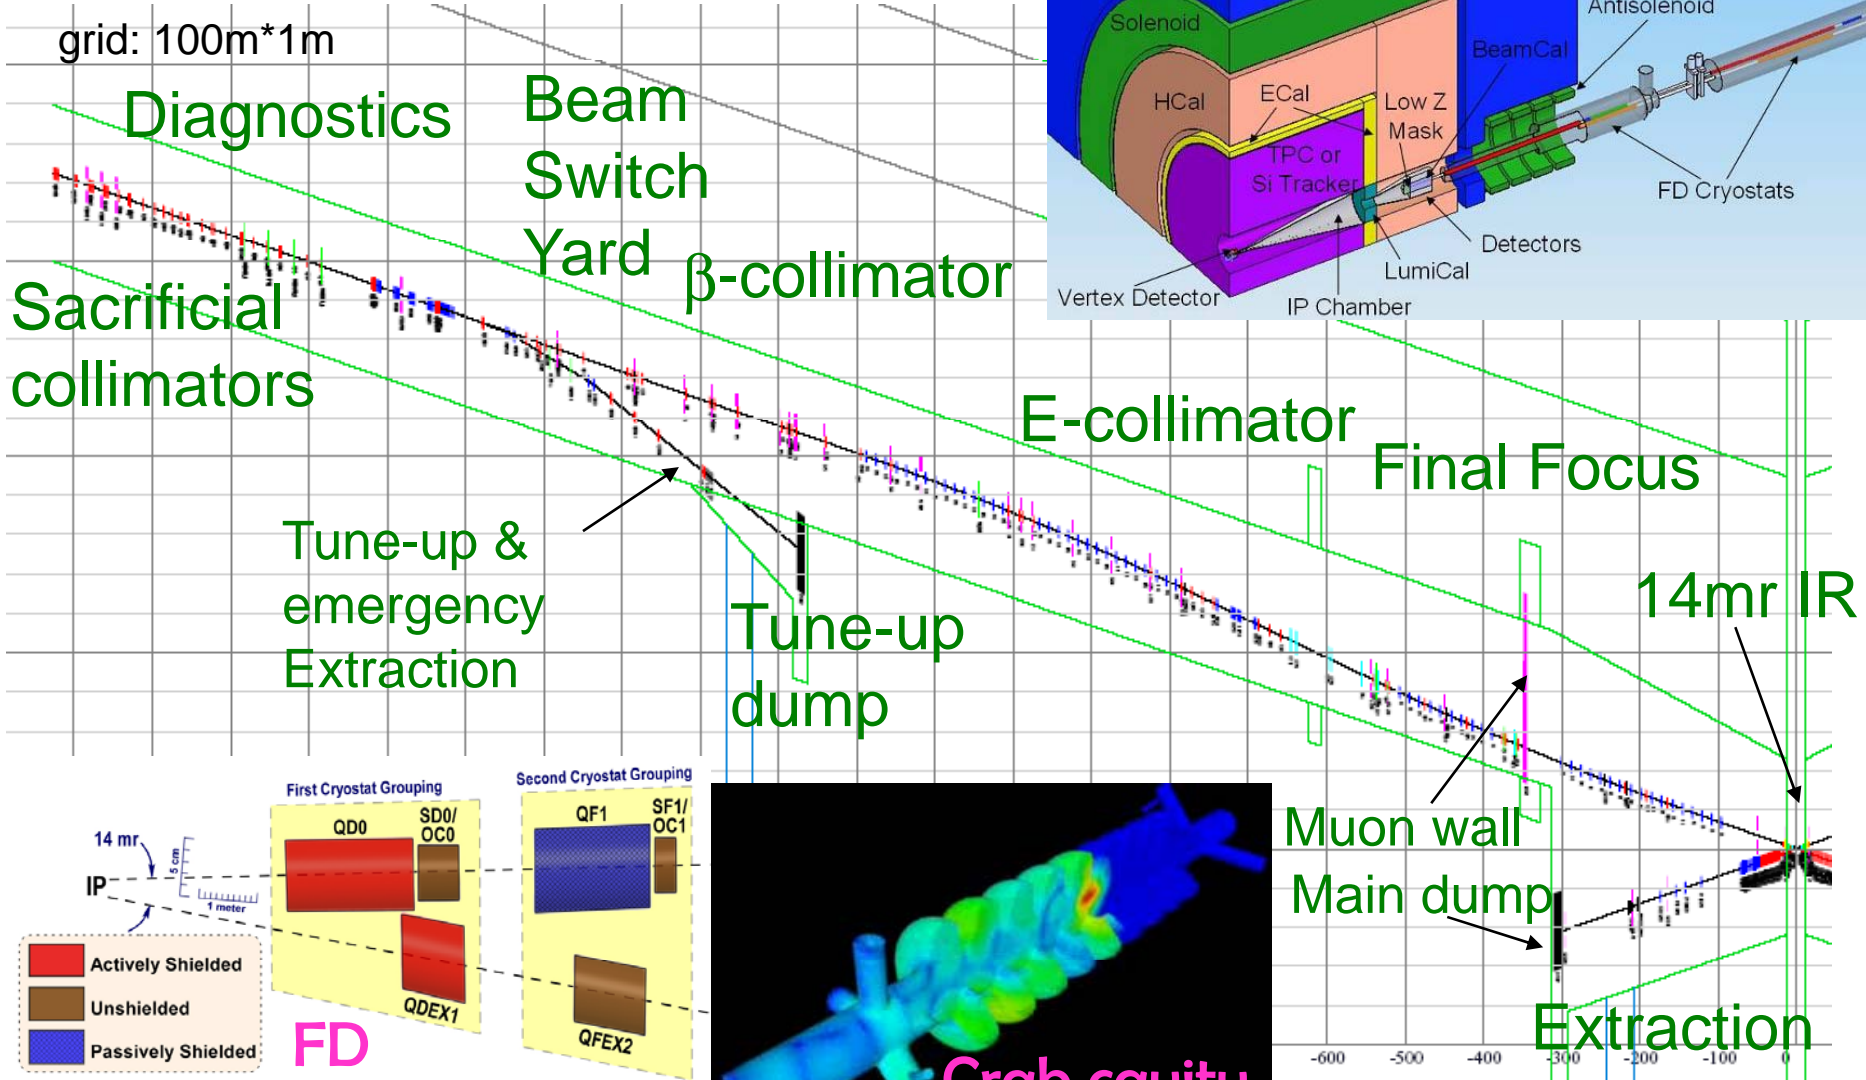 grid: 100m*1m
Diagnostics
Beam
Switch
Yard
β-collimator
Sacrificial
collimators
Solenoid
Antisolenoid
BeamCal
HCal
ECal
Low Z
Mask
TPC or
Si Tracker
FD Cryostats
Detectors
LumiCal
Vertex Detector
IP Chamber
E-collimator
Final Focus
Tune-up &
emergency
Extraction
Tune-up
dump
14mr IR
Muon wall
Main dump
Extraction
-600 -500 -400 -300 -200 -100 0
First Cryostat Grouping
Second Cryostat Grouping
14 mr
IP
5 cm
1 meter
QD0
SD0/
OC0
QF1
SF1/
OC1
QDEX1
QFEX2
Actively Shielded
Unshielded
Passively Shielded
FD
Crab cavity